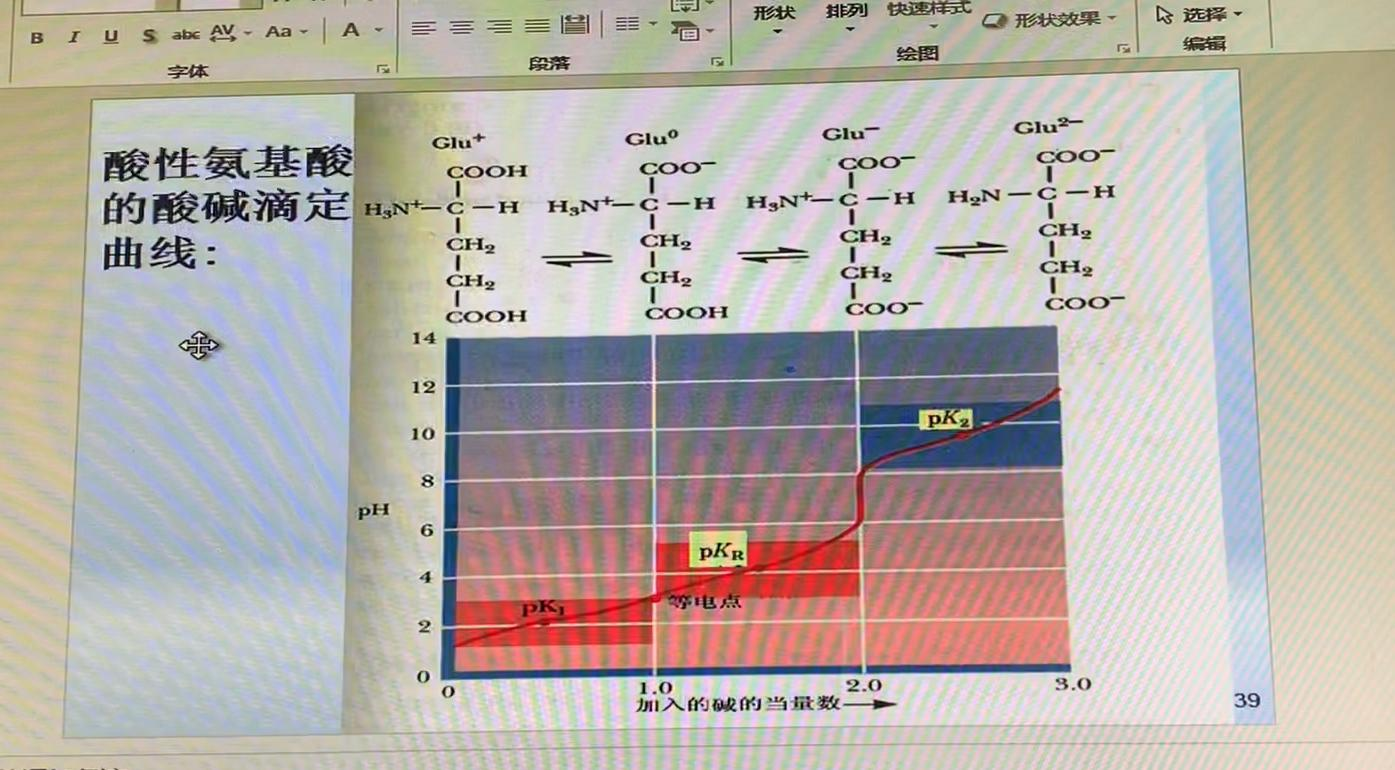 形状 排列 快速样式
形状效果
选择
B I U S abc AV Aa A
字体
段落
绘图
编辑
酸性氨基酸
的酸碱滴定
曲线：
Glu⁺ Glu⁰ Glu⁻ Glu²⁻
COOH COO⁻ COO⁻ COO⁻
H₃N⁺—C—H H₃N⁺—C—H H₃N⁺—C—H H₂N—C—H
CH₂ CH₂ CH₂ CH₂
CH₂ CH₂ CH₂ CH₂
COOH COOH COO⁻ COO⁻
14
12
pK₂
10
8
pH
6
pKR
4
等电点
pK₁
2
0
0 1.0 2.0 3.0
加入的碱的当量数
39